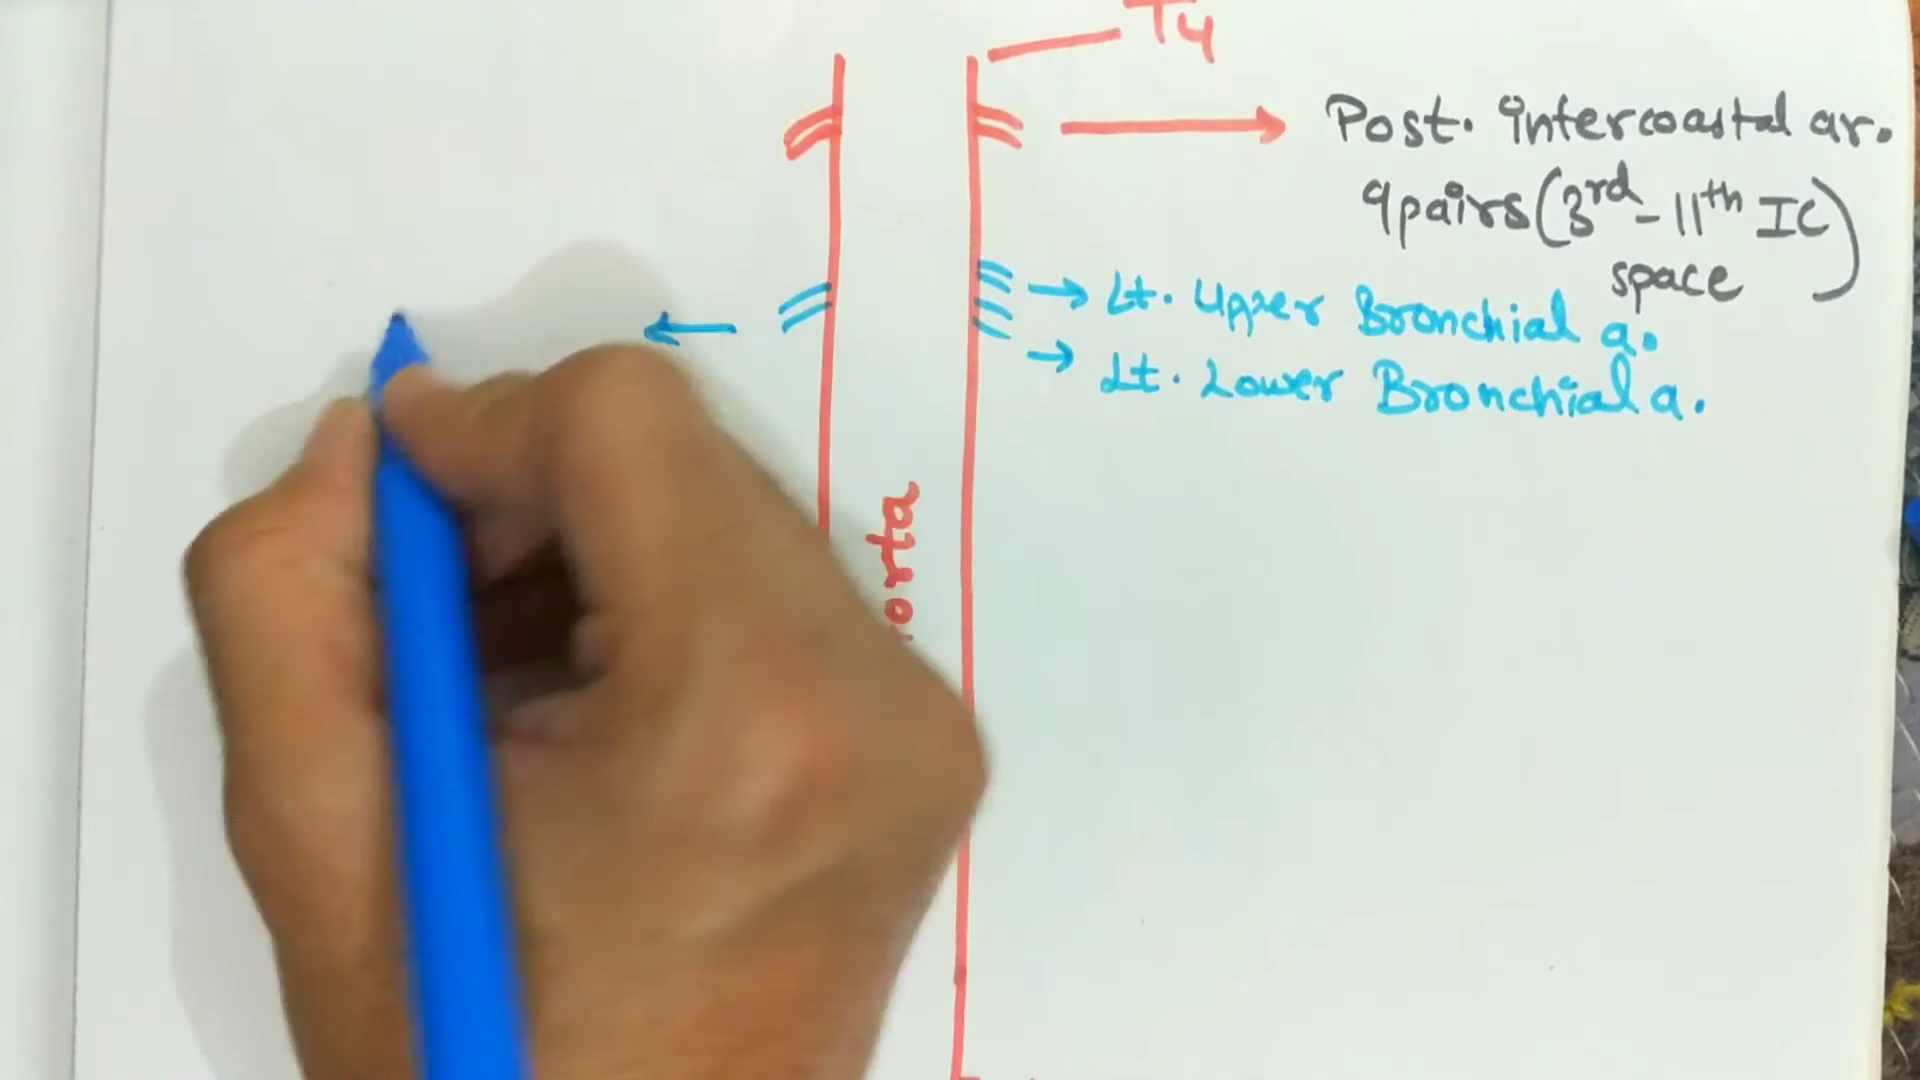 T4
Post. intercoastal ar.
9pairs (3rd - 11th IC)
space
Lt. Upper Bronchial a.
Lt. Lower Bronchial a.
orta